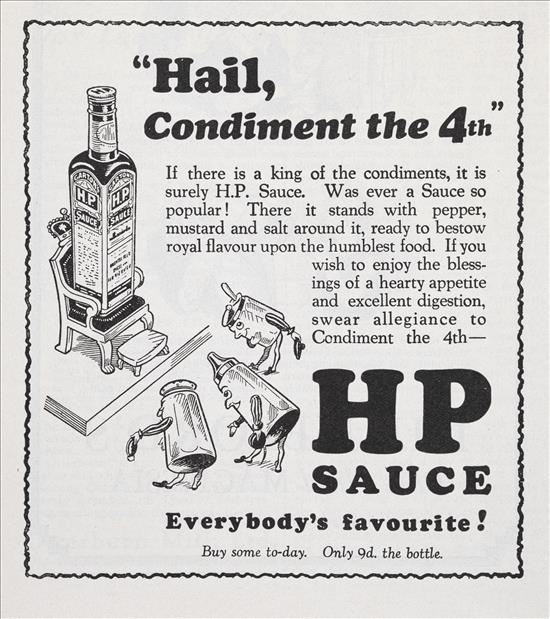 “Hail,
Condiment the 4th”
If there is a king of the condiments, it is
surely H.P. Sauce. Was ever a Sauce so
popular! There it stands with pepper,
mustard and salt around it, ready to bestow
royal flavour upon the humblest food. If you
wish to enjoy the bless-
ings of a hearty appetite
and excellent digestion,
swear allegiance to
Condiment the 4th—
GARTON'S
H.P.
SAUCE
H.P.
SAUCE
HP
SAUCE
Everybody's favourite!
Buy some to-day. Only 9d. the bottle.